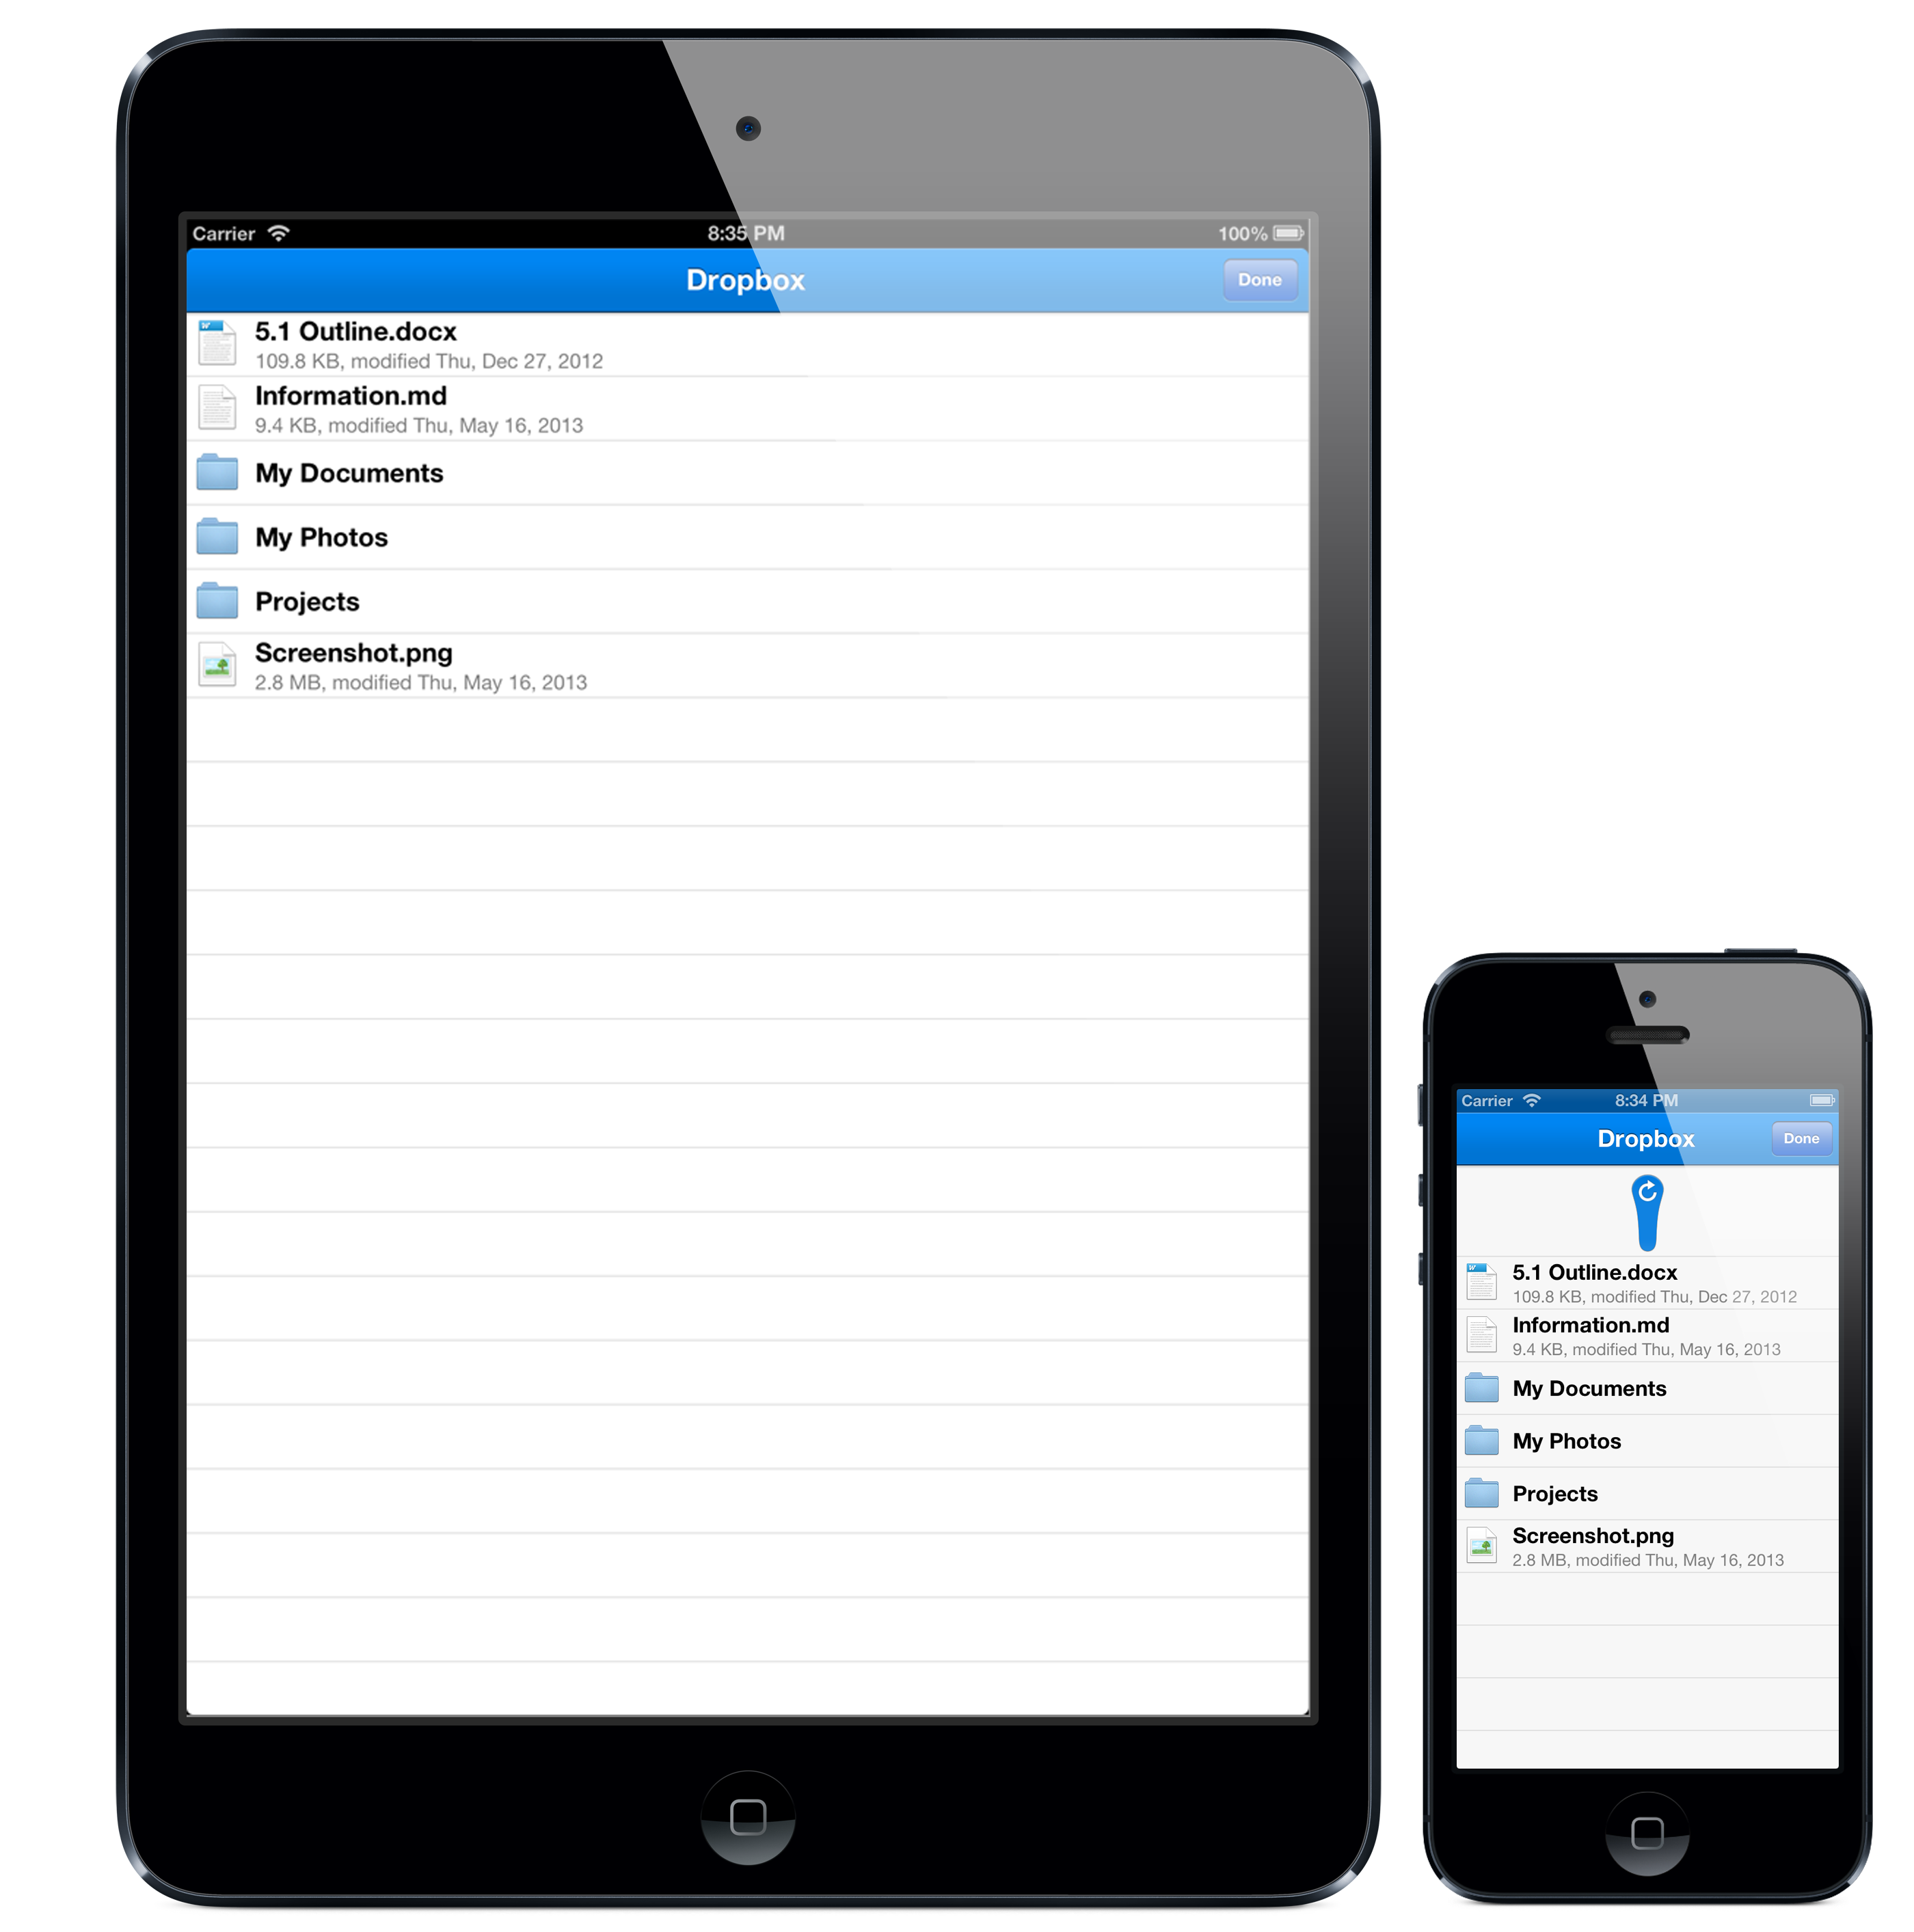 Carrier 8:35 PM 100%
Dropbox Done
5.1 Outline.docx
109.8 KB, modified Thu, Dec 27, 2012
Information.md
9.4 KB, modified Thu, May 16, 2013
My Documents
My Photos
Projects
Screenshot.png
2.8 MB, modified Thu, May 16, 2013
Carrier 8:34 PM
Dropbox Done
5.1 Outline.docx
109.8 KB, modified Thu, Dec 27, 2012
Information.md
9.4 KB, modified Thu, May 16, 2013
My Documents
My Photos
Projects
Screenshot.png
2.8 MB, modified Thu, May 16, 2013